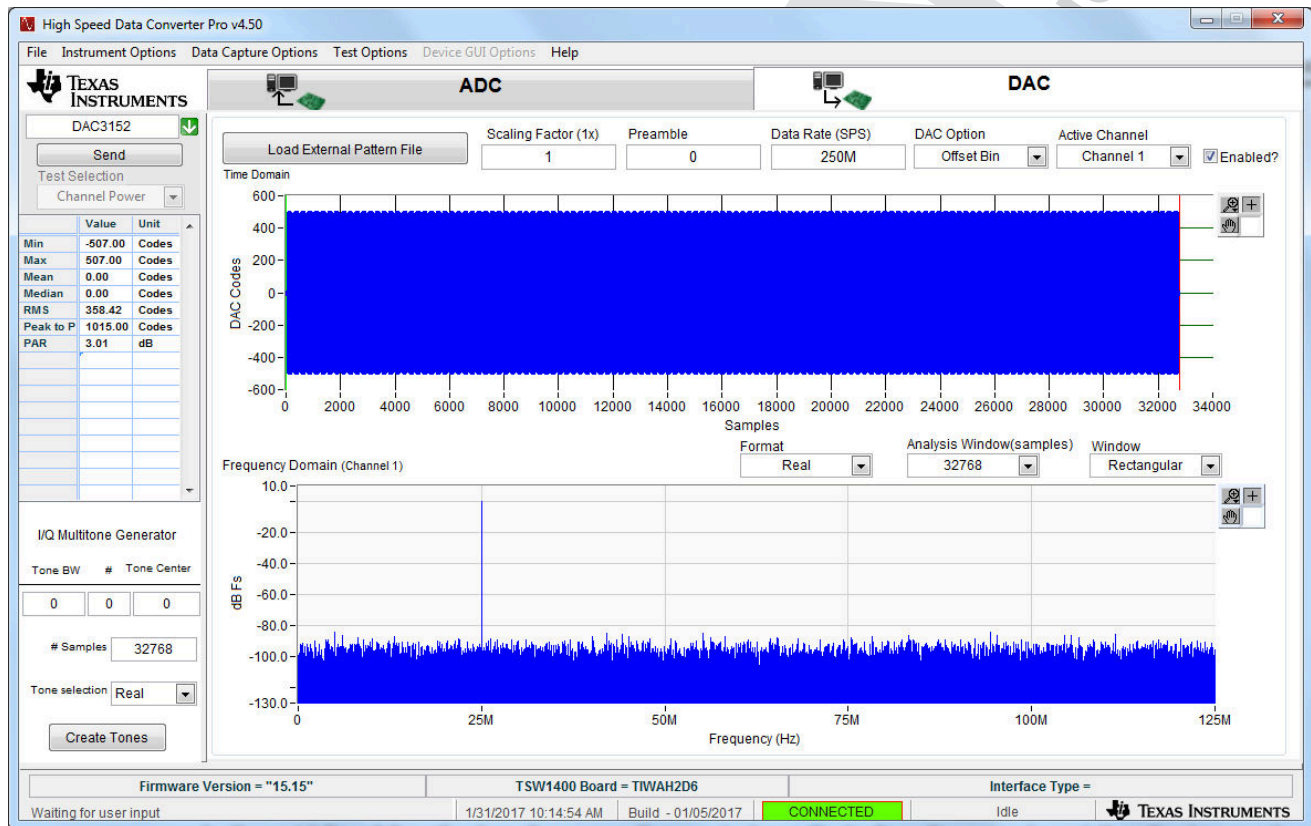 High Speed Data Converter Pro v4.50
File Instrument Options Data Capture Options Test Options Device GUI Options Help
TEXAS INSTRUMENTS
ADC
DAC
DAC3152
Send
Test Selection
Channel Power
Value Unit
Min -507.00 Codes
Max 507.00 Codes
Mean 0.00 Codes
Median 0.00 Codes
RMS 358.42 Codes
Peak to P 1015.00 Codes
PAR 3.01 dB
I/Q Multitone Generator
Tone BW # Tone Center
0 0 0
# Samples 32768
Tone selection Real
Create Tones
Load External Pattern File
Scaling Factor (1x) Preamble Data Rate (SPS) DAC Option Active Channel
1 0 250M Offset Bin Channel 1 Enabled?
Time Domain
DAC Codes
600
400
200
0
-200
-400
-600
0 2000 4000 6000 8000 10000 12000 14000 16000 18000 20000 22000 24000 26000 28000 30000 32000 34000
Samples
Format Analysis Window(samples) Window
Real 32768 Rectangular
Frequency Domain (Channel 1)
dB Fs
10.0
-20.0
-40.0
-60.0
-80.0
-100.0
-130.0
0 25M 50M 75M 100M 125M
Frequency (Hz)
Firmware Version = "15.15" TSW1400 Board = TIWAH2D6 Interface Type =
Waiting for user input 1/31/2017 10:14:54 AM Build - 01/05/2017 CONNECTED Idle TEXAS INSTRUMENTS